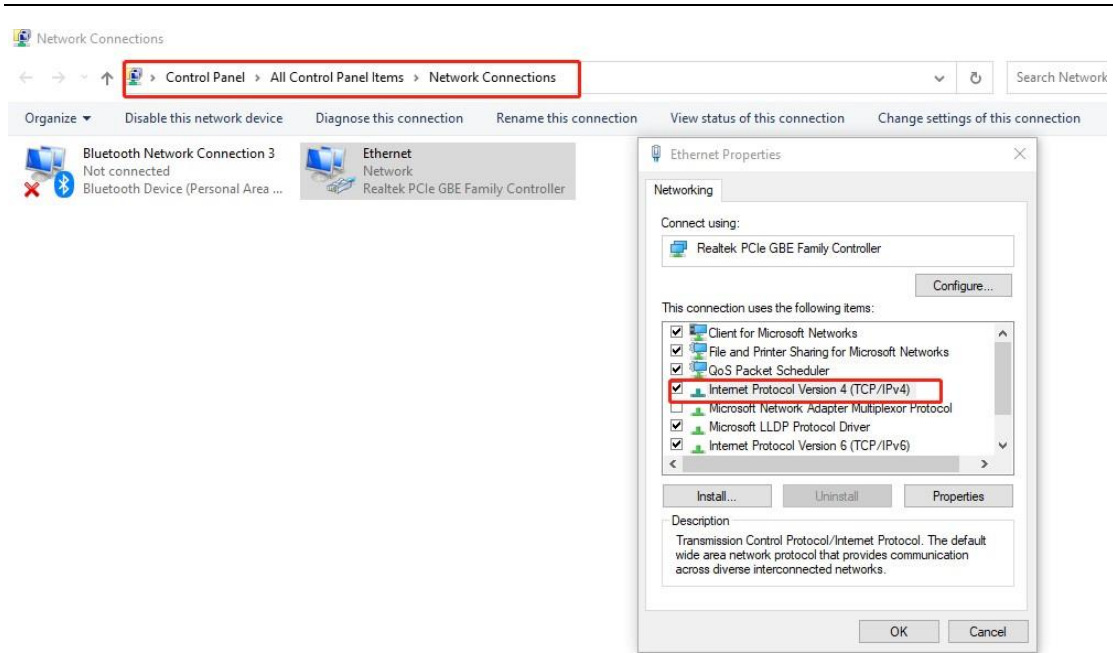 Network Connections
Control Panel > All Control Panel Items > Network Connections
Search Network
Organize Disable this network device Diagnose this connection Rename this connection View status of this connection Change settings of this connection
Bluetooth Network Connection 3
Not connected
Bluetooth Device (Personal Area ...
Ethernet
Network
Realtek PCIe GBE Family Controller
Ethernet Properties
Networking
Connect using:
Realtek PCIe GBE Family Controller
Configure...
This connection uses the following items:
Client for Microsoft Networks
File and Printer Sharing for Microsoft Networks
QoS Packet Scheduler
Internet Protocol Version 4 (TCP/IPv4)
Microsoft Network Adapter Multiplexor Protocol
Microsoft LLDP Protocol Driver
Internet Protocol Version 6 (TCP/IPv6)
Install... Uninstall Properties
Description
Transmission Control Protocol/Internet Protocol. The default
wide area network protocol that provides communication
across diverse interconnected networks.
OK Cancel